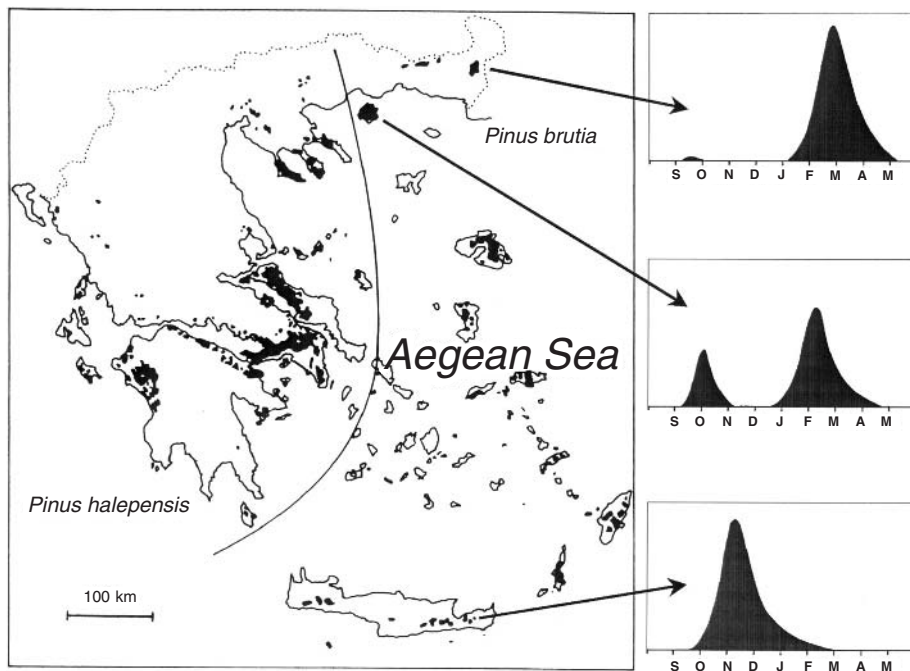 Pinus brutia
Aegean Sea
Pinus halepensis
100 km
S O N D J F M A M
S O N D J F M A M
S O N D J F M A M